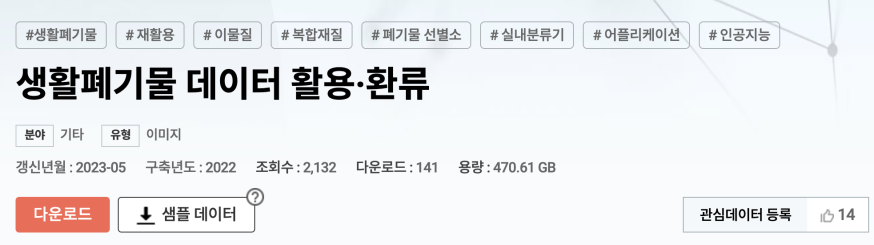 #생활폐기물 # 재활용 # 이물질 # 복합재질 # 폐기물 선별소 # 실내분류기 # 어플리케이션 # 인공지능
생활폐기물 데이터 활용·환류
분야 기타 유형 이미지
갱신년월 : 2023-05 구축년도 : 2022 조회수 : 2,132 다운로드 : 141 용량 : 470.61 GB
다운로드 샘플 데이터 ? 관심데이터 등록 14